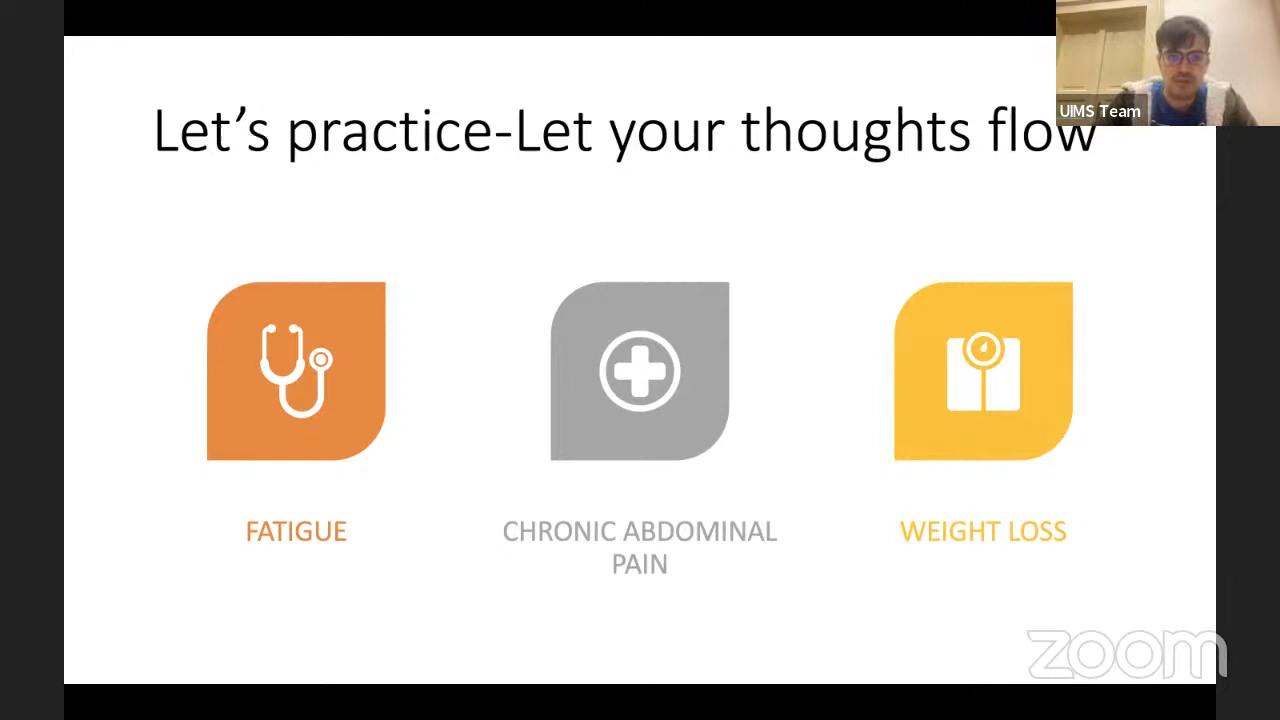 Let's practice-Let your thoughts flow
UIMS Team
FATIGUE
CHRONIC ABDOMINAL
PAIN
WEIGHT LOSS
zoom